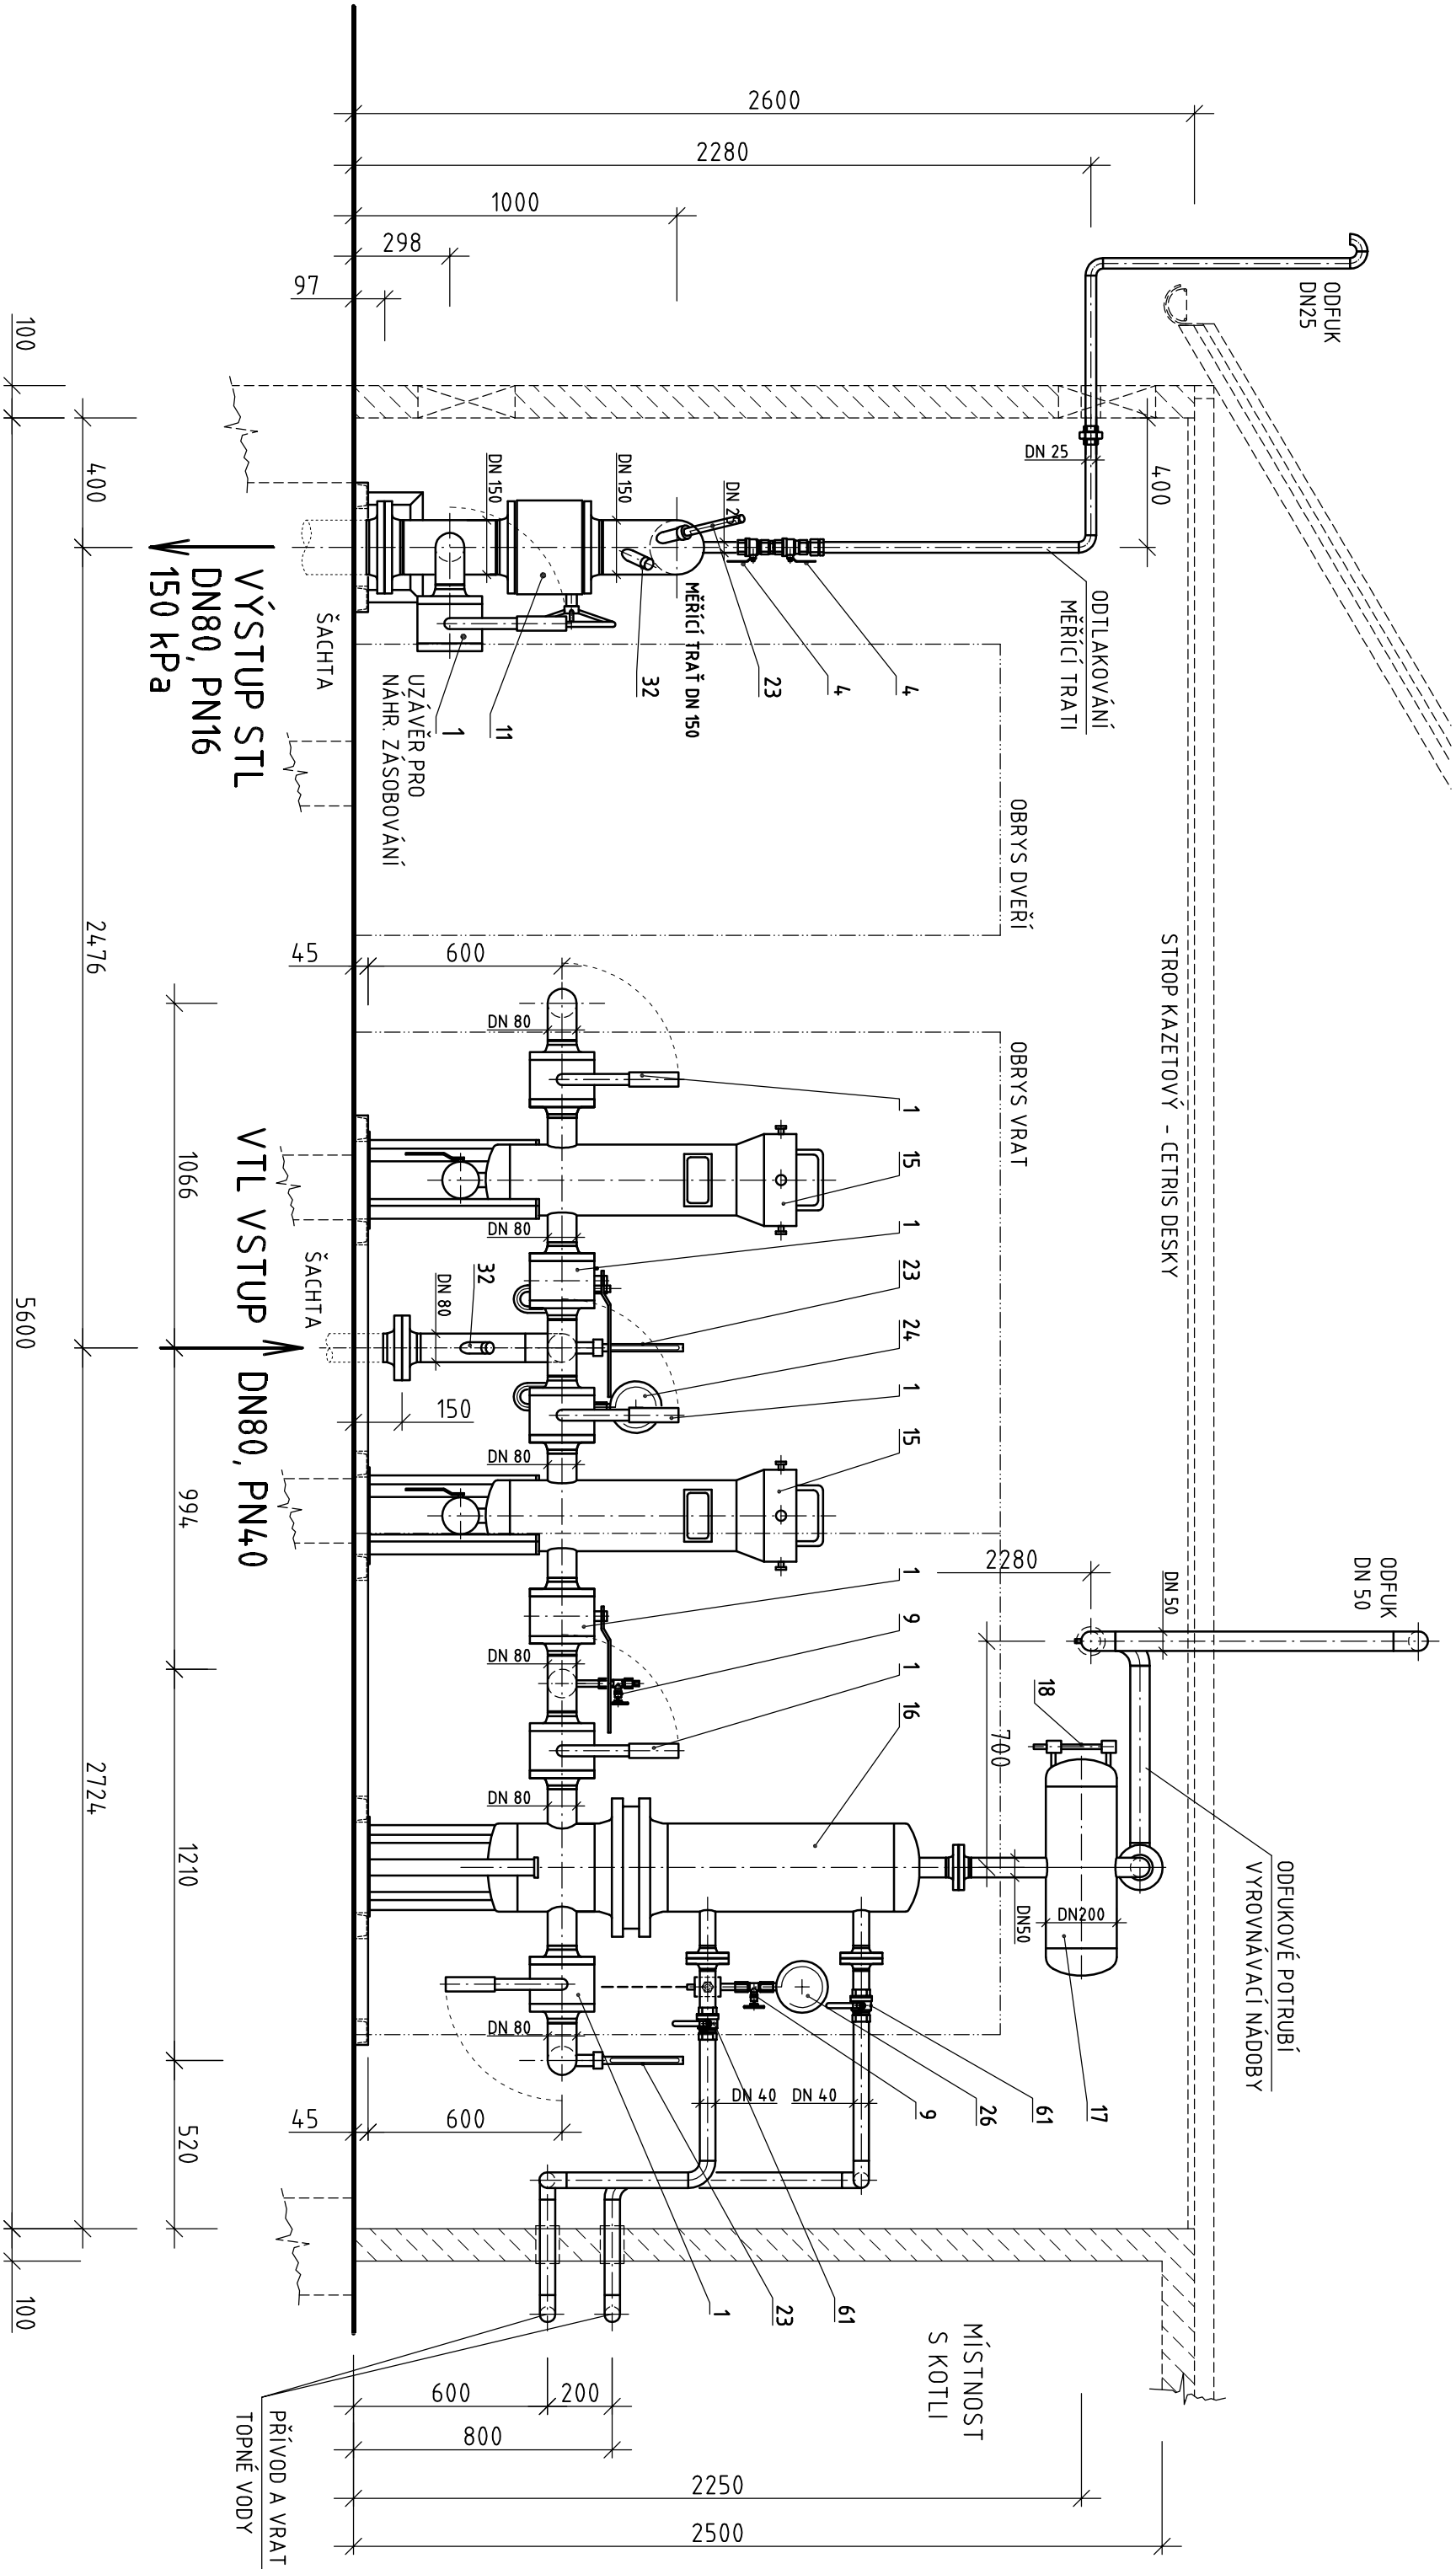 ODFUK
DN25
ODFUK
DN 50
2600
2280
1000
298
97
400
DN 25
ODTLAKOVÁNÍ
MĚŘÍCÍ TRATI
STROP KAZETOVÝ - CETRIS DESKY
OBRYS DVEŘÍ
OBRYS VRAT
DN 50
2280
700
18
ODFUKOVÉ POTRUBÍ
VYROVNÁVACÍ NÁDOBY
DN200
DN50
17
61
26
9
MÍSTNOST
S KOTLI
4
4
23
32
DN 25
MĚŘÍCÍ TRAŤ DN 150
DN 150
DN 150
11
1
UZÁVĚR PRO
NÁHR. ZÁSOBOVÁNÍ
1
15
1
23
24
1
15
1
9
1
16
61
23
1
DN 40
DN 40
600
45
DN 80
DN 80
DN 80
DN 80
DN 80
DN 80
DN 80
32
150
600
45
600
200
800
2250
2500
ŠACHTA
ŠACHTA
VÝSTUP STL
DN80, PN16
150 kPa
VTL VSTUP DN80, PN40
PŘÍVOD A VRAT
TOPNÉ VODY
1066
994
1210
520
400
2476
2724
100
5600
100